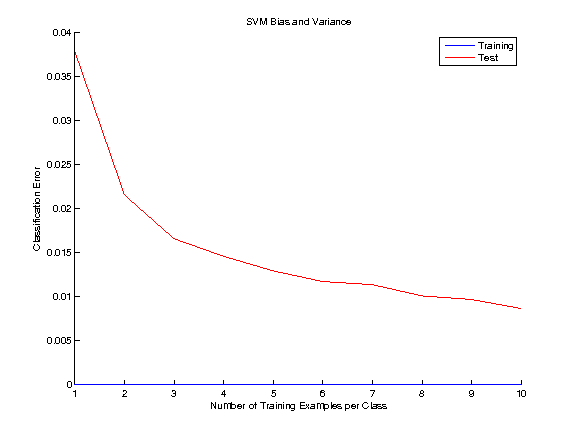 SVM Bias and Variance
0.04
0.035
0.03
0.025
0.02
0.015
0.01
0.005
0
Classification Error
Training
Test
1 2 3 4 5 6 7 8 9 10
Number of Training Examples per Class